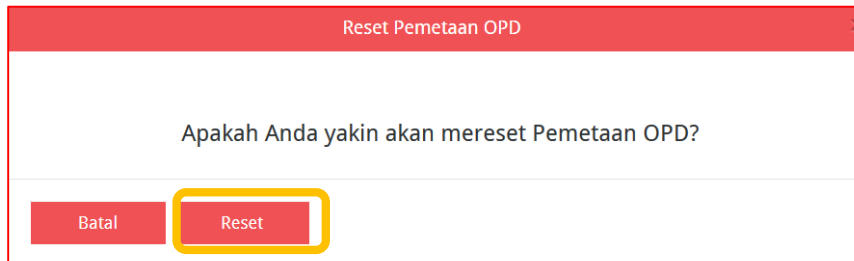 Reset Pemetaan OPD
Apakah Anda yakin akan mereset Pemetaan OPD?
Batal Reset